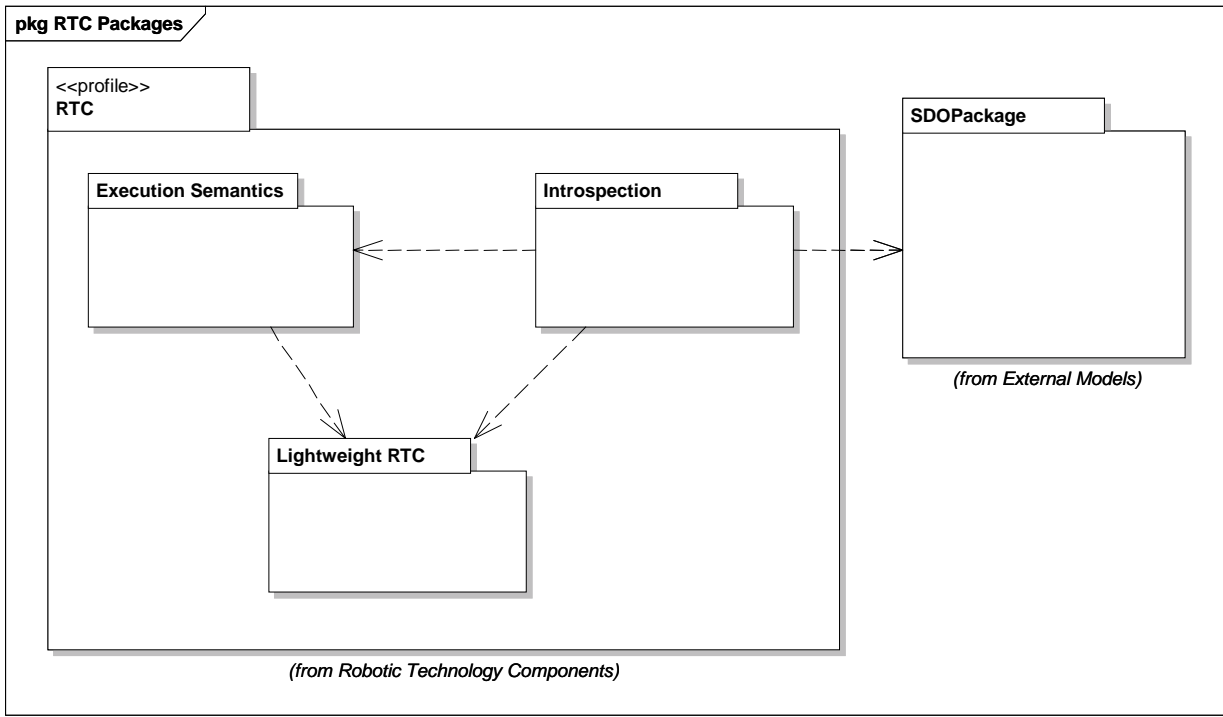 pkg RTC Packages
<<profile>>
RTC
SDOPackage
Execution Semantics
Introspection
(from External Models)
Lightweight RTC
(from Robotic Technology Components)